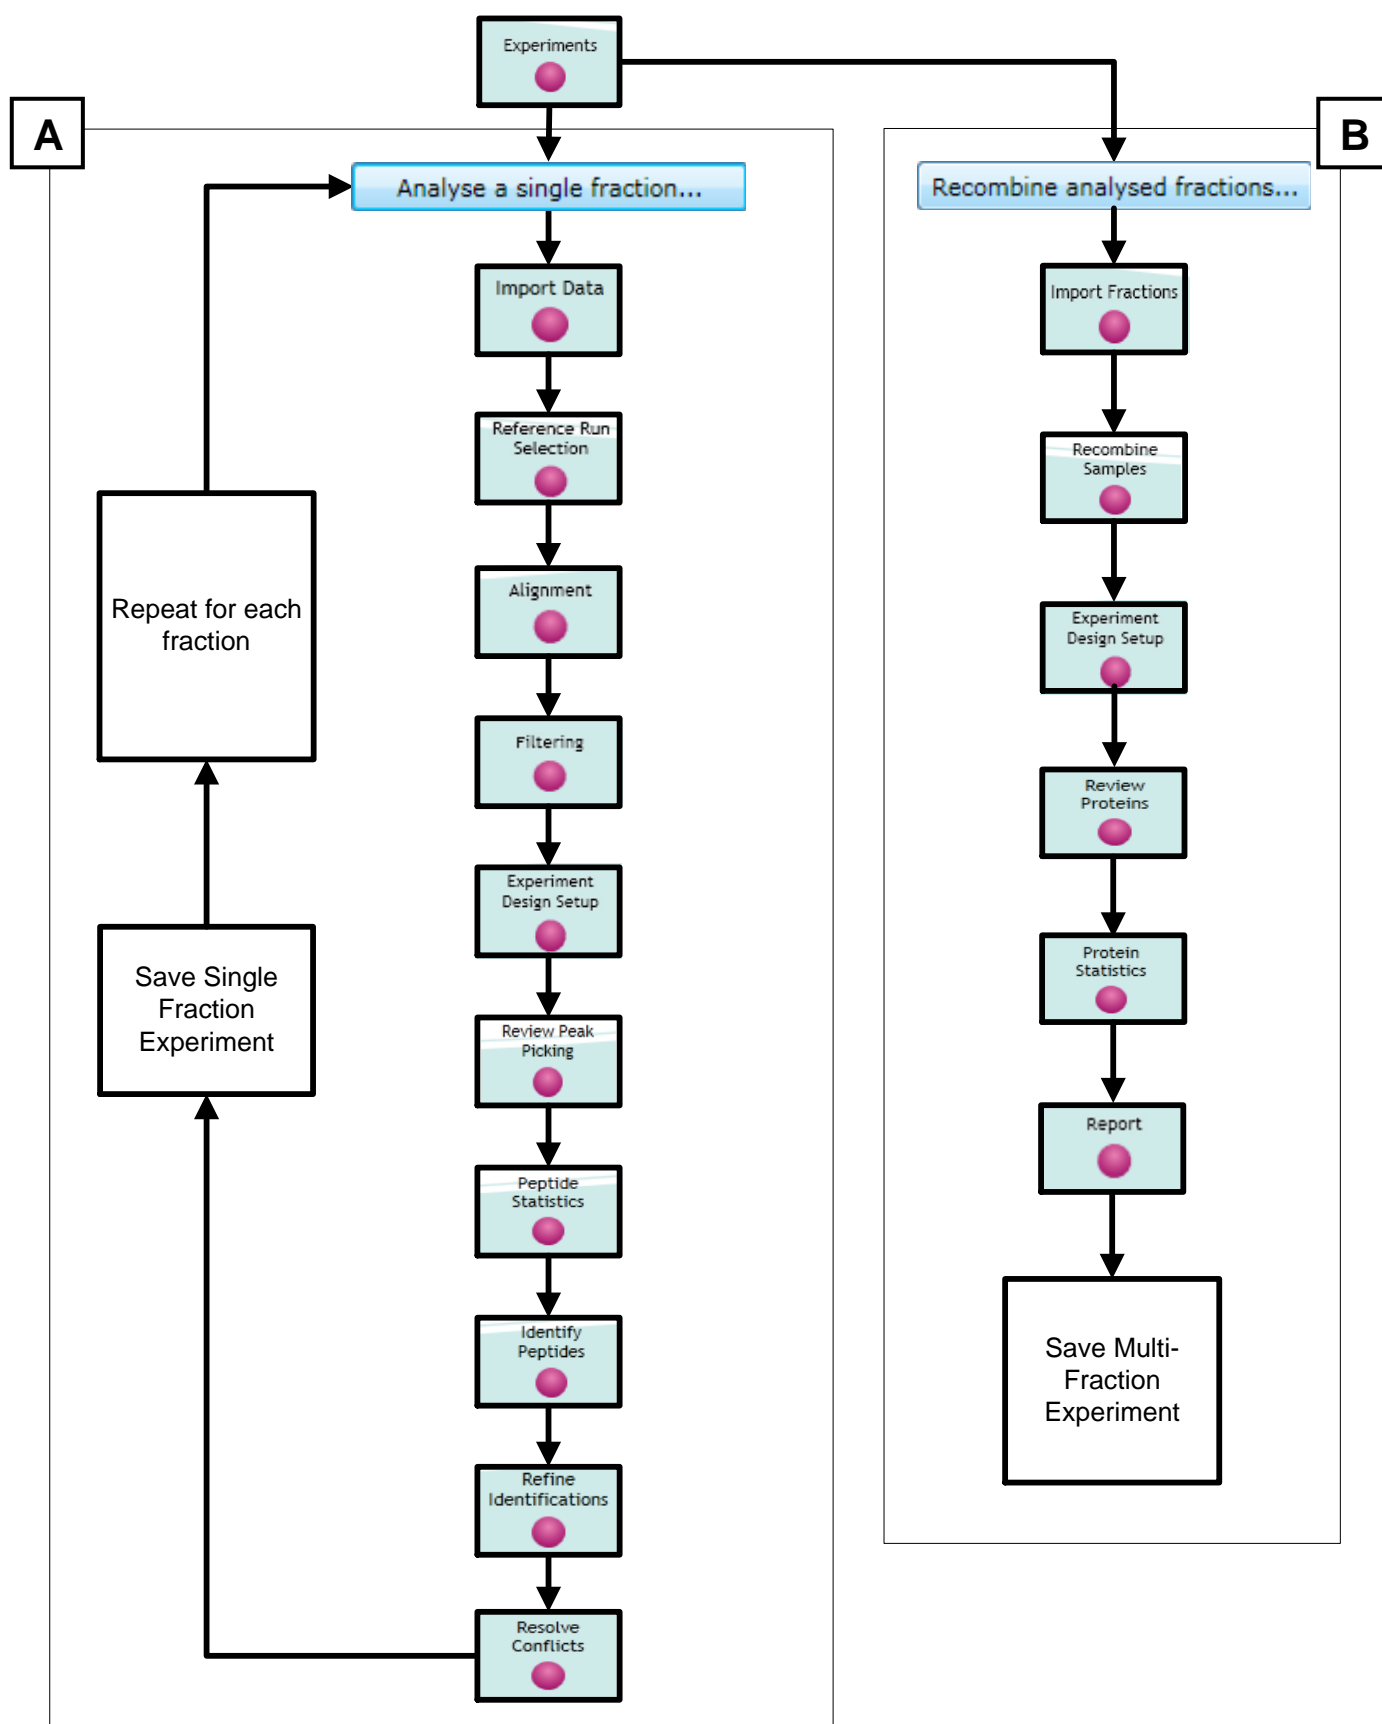 Experiments
A
Analyse a single fraction...
Import Data
Reference Run
Selection
Alignment
Filtering
Experiment
Design Setup
Review Peak
Picking
Peptide
Statistics
Identify
Peptides
Refine
Identifications
Resolve
Conflicts
Save Single
Fraction
Experiment
Repeat for each
fraction
B
Recombine analysed fractions...
Import Fractions
Recombine
Samples
Experiment
Design Setup
Review
Proteins
Protein
Statistics
Report
Save Multi-
Fraction
Experiment